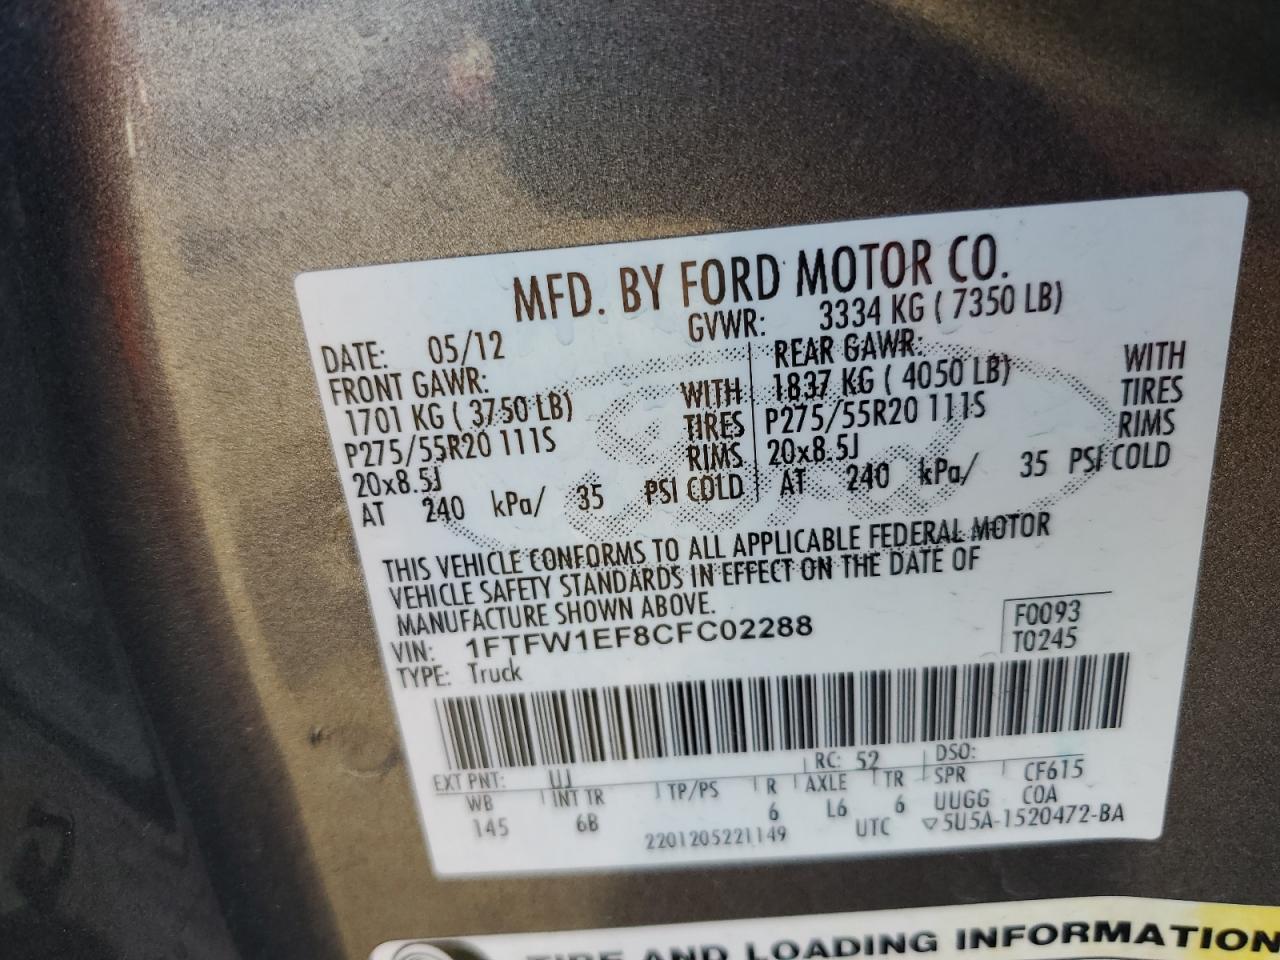 MFD. BY FORD MOTOR CO.
DATE: 05/12 GVWR: 3334 KG ( 7350 LB)
FRONT GAWR: REAR GAWR:
1701 KG ( 3750 LB) WITH 1837 KG ( 4050 LB) WITH
P275/55R20 111S TIRES P275/55R20 111S TIRES
20x8.5J RIMS 20x8.5J RIMS
AT 240 kPa/ 35 PSI COLD AT 240 kPa/ 35 PSI COLD
THIS VEHICLE CONFORMS TO ALL APPLICABLE FEDERAL MOTOR
VEHICLE SAFETY STANDARDS IN EFFECT ON THE DATE OF
MANUFACTURE SHOWN ABOVE.
VIN: 1FTFW1EF8CFC02288 F0093
TYPE: Truck T0245
EXT PNT: UJ RC: 52 DSO:
WB INT TR TP/PS R AXLE TR SPR CF615
145 6B 6 L6 6 UUGG COA
2201205221149 UTC ▽5U5A-1520472-BA
TIRE AND LOADING INFORMATION